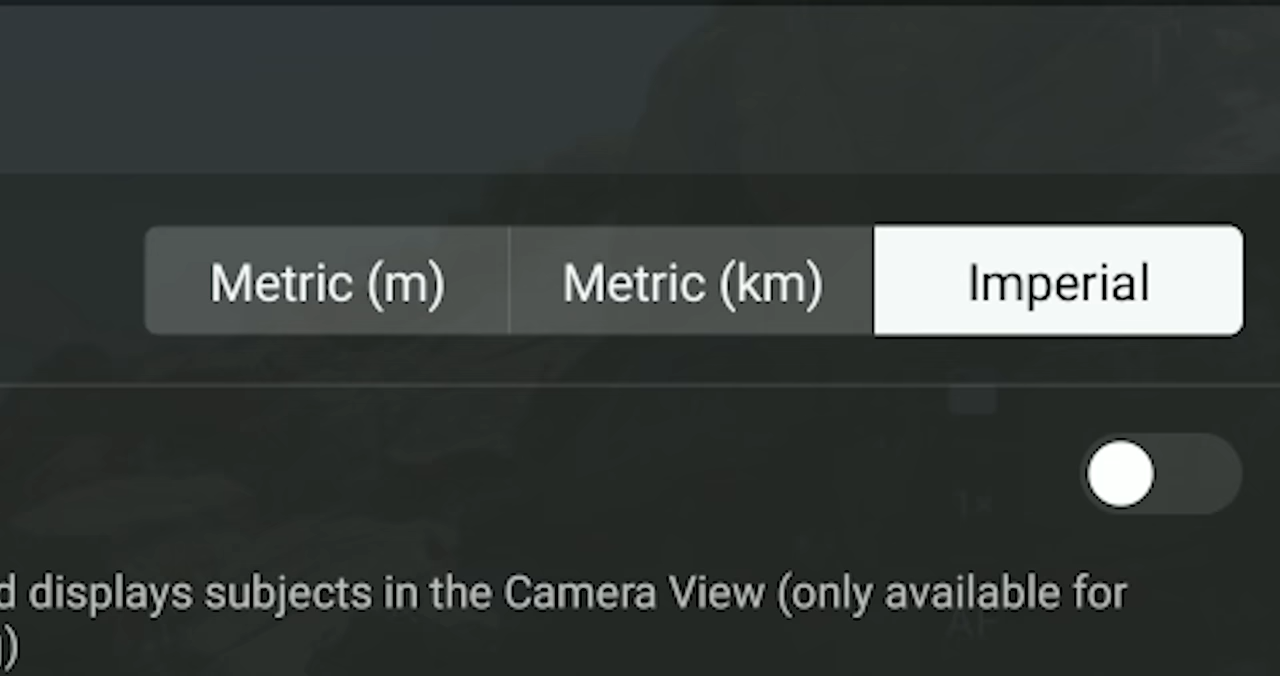 Metric (m) Metric (km) Imperial
displays subjects in the Camera View (only available for
)